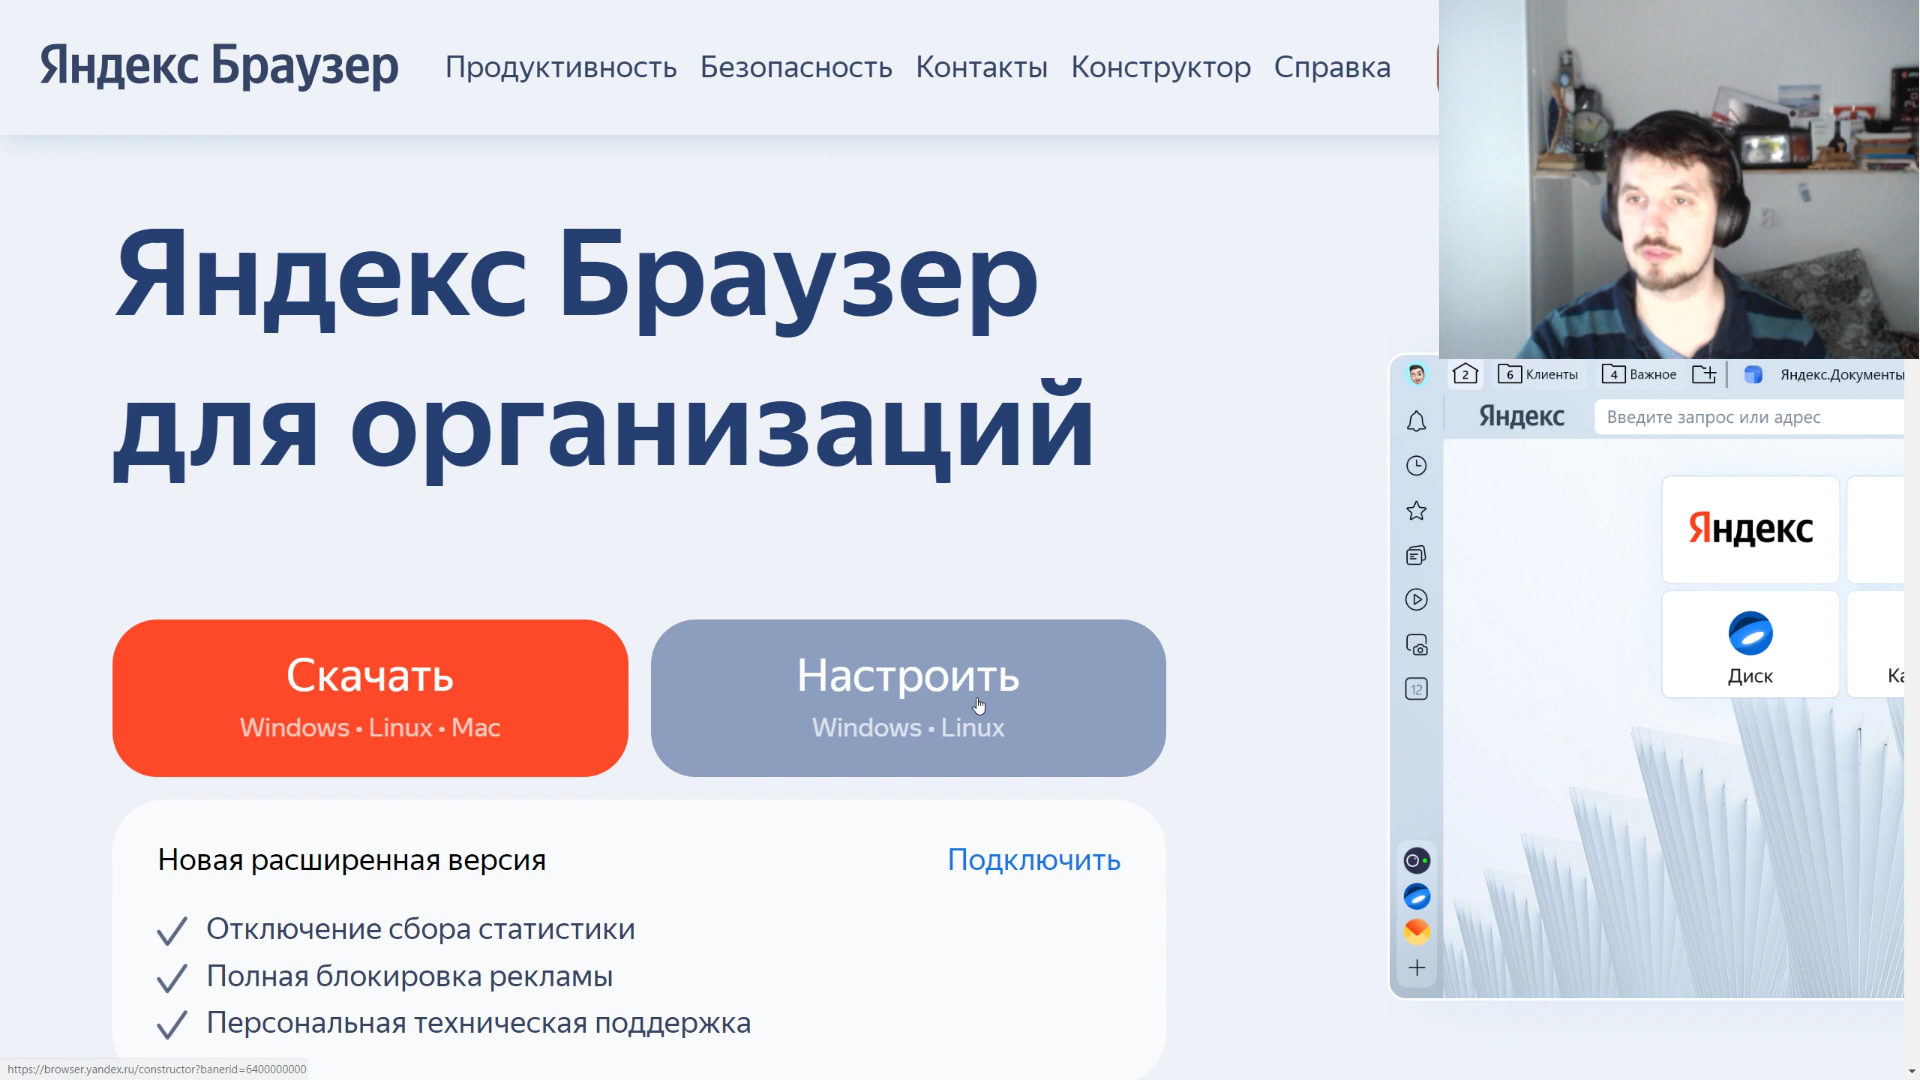 Яндекс Браузер
Продуктивность Безопасность Контакты Конструктор Справка
Яндекс Браузер
для организаций
Скачать
Windows • Linux • Mac
Настроить
Windows • Linux
Новая расширенная версия
Подключить
Отключение сбора статистики
Полная блокировка рекламы
Персональная техническая поддержка
2
6 Клиенты
4 Важное
Яндекс.Документы
Яндекс
Введите запрос или адрес
Яндекс
Диск
Ка
12
https://browser.yandex.ru/constructor?banerid=6400000000